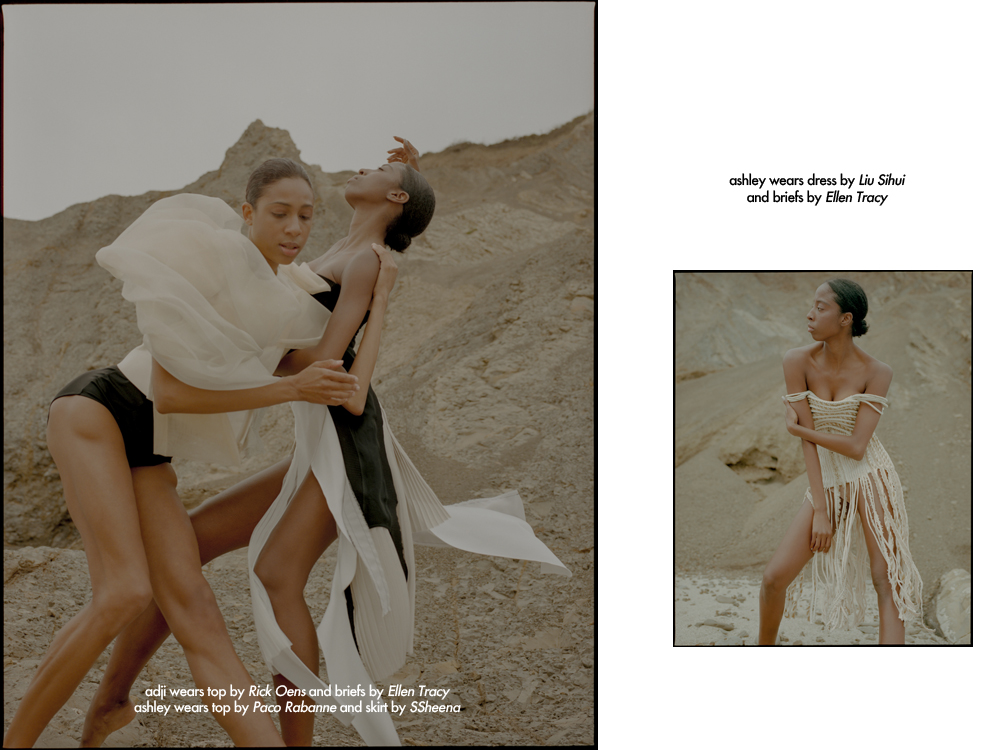 adji wears top by Rick Oens and briefs by Ellen Tracy
ashley wears top by Paco Rabanne and skirt by SSheena
ashley wears dress by Liu Sihui
and briefs by Ellen Tracy